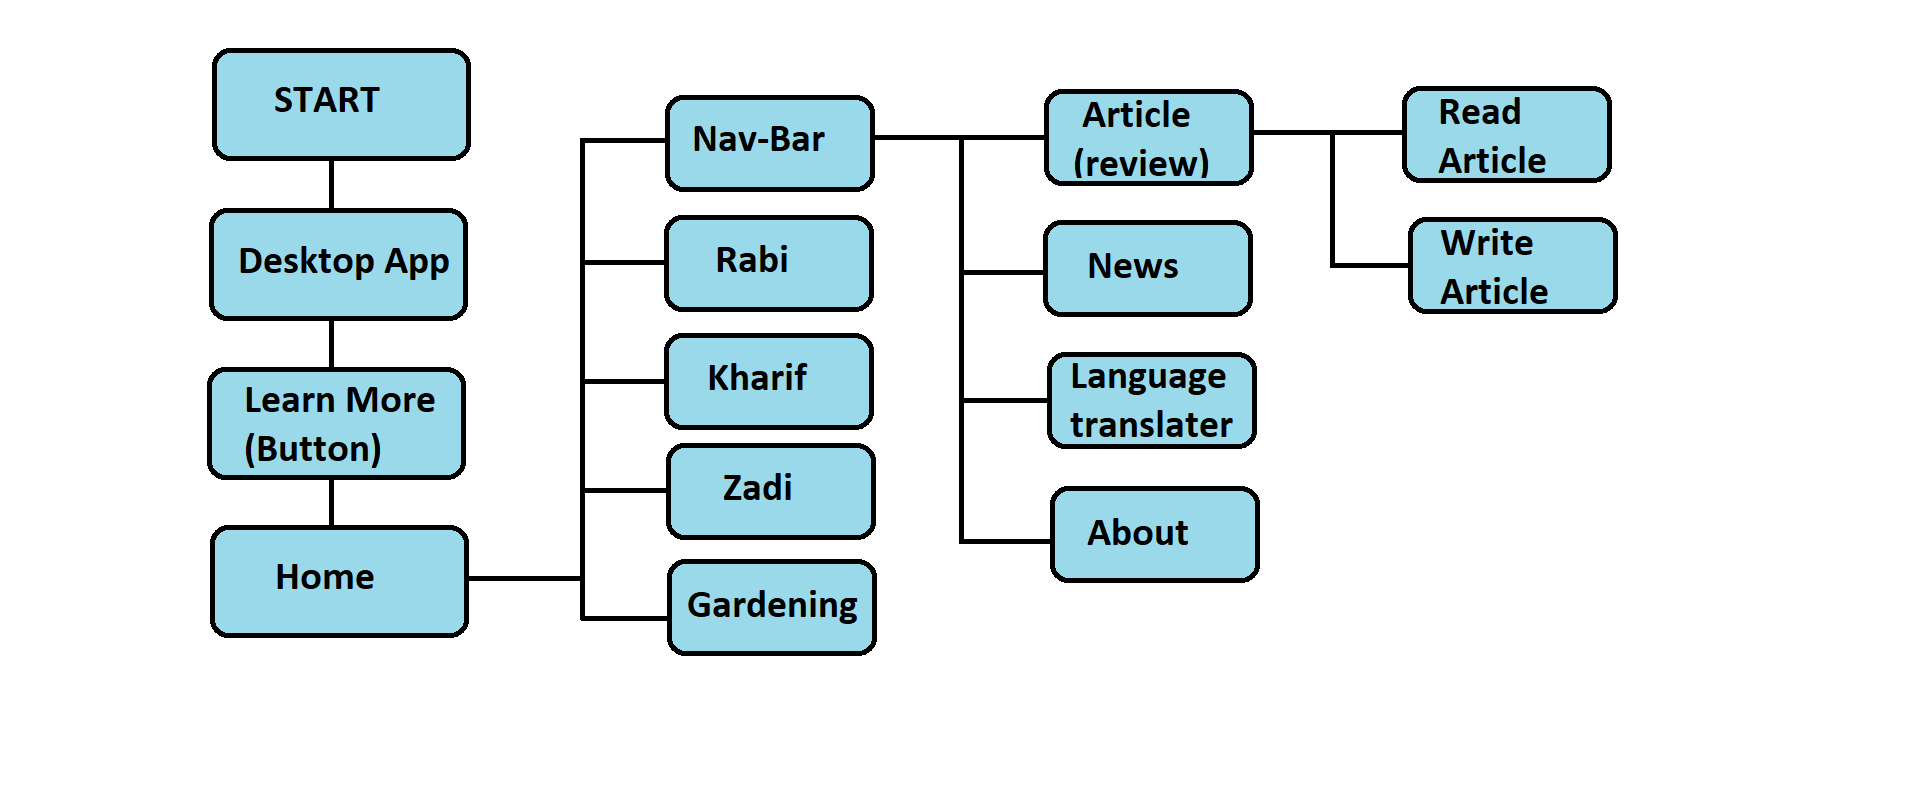 START
Desktop App
Learn More
(Button)
Home
Nav-Bar
Rabi
Kharif
Zadi
Gardening
Article
(review)
News
Language
translater
About
Read
Article
Write
Article